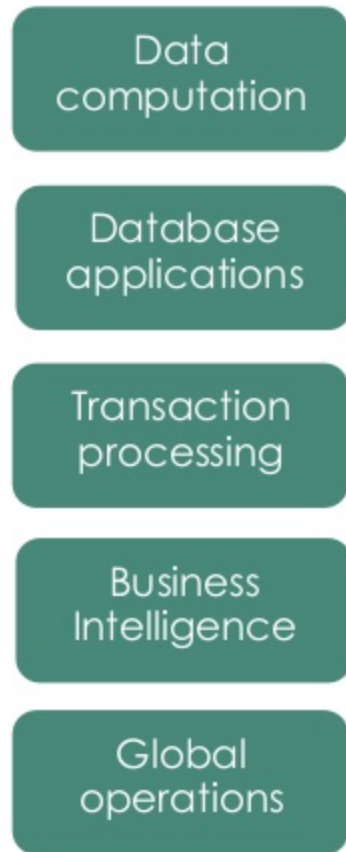 Data
computation
Database
applications
Transaction
processing
Business
Intelligence
Global
operations